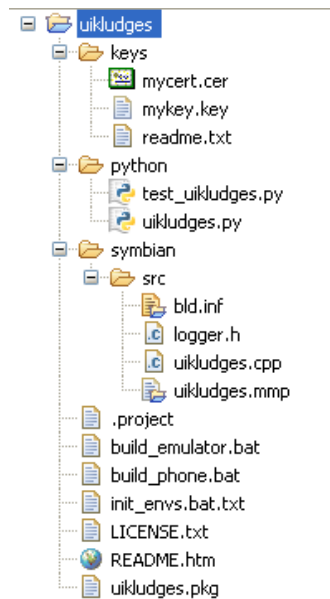 uikludges
keys
mycert.cer
mykey.key
readme.txt
python
test_uikludges.py
uikludges.py
symbian
src
bld.inf
logger.h
uikludges.cpp
uikludges.mmp
.project
build_emulator.bat
build_phone.bat
init_envs.bat.txt
LICENSE.txt
README.htm
uikludges.pkg